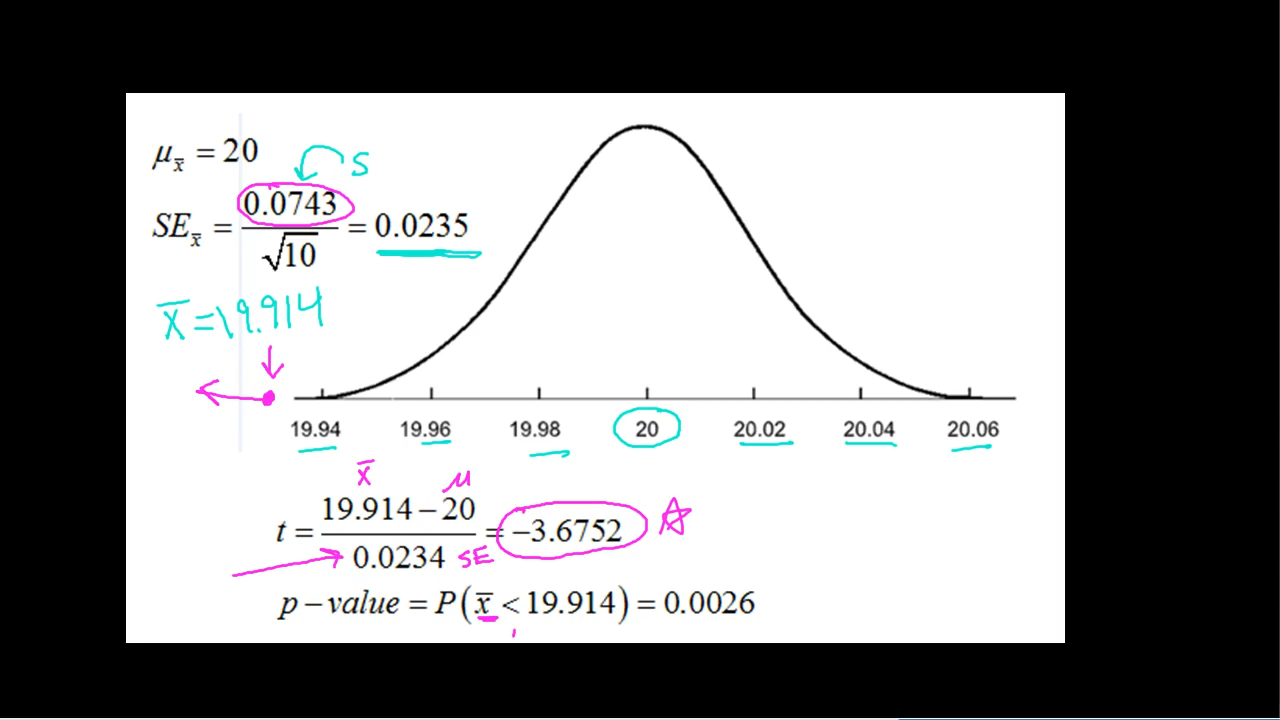 μx̄ = 20
S
SEx̄ = 0.0743 / √10 = 0.0235
x̄ = 19.914
19.94 19.96 19.98 20 20.02 20.04 20.06
x̄ μ
t = 19.914 − 20 / 0.0234 = −3.6752
SE
p − value = P(x̄ < 19.914) = 0.0026